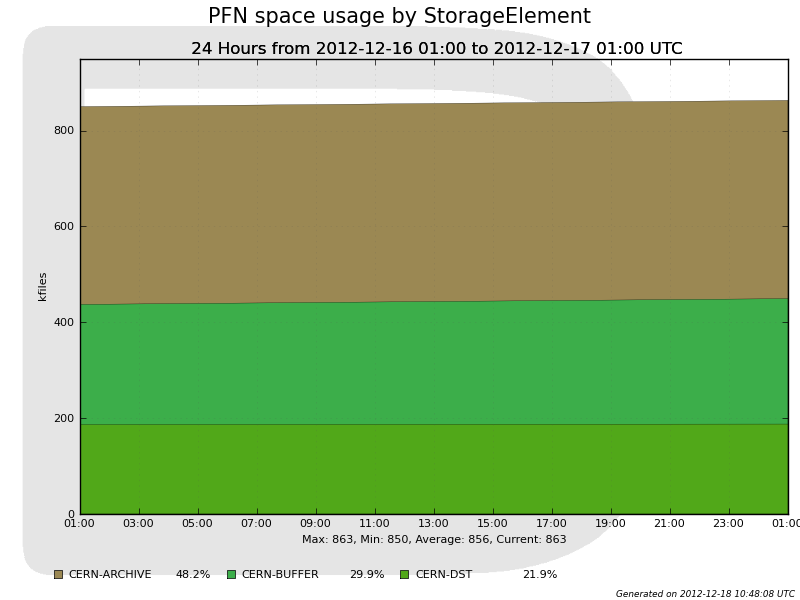 PFN space usage by StorageElement
24 Hours from 2012-12-16 01:00 to 2012-12-17 01:00 UTC
800
600
kfiles
400
200
0
01:00 03:00 05:00 07:00 09:00 11:00 13:00 15:00 17:00 19:00 21:00 23:00 01:00
Max: 863, Min: 850, Average: 856, Current: 863
CERN-ARCHIVE 48.2% CERN-BUFFER 29.9% CERN-DST 21.9%
Generated on 2012-12-18 10:48:08 UTC